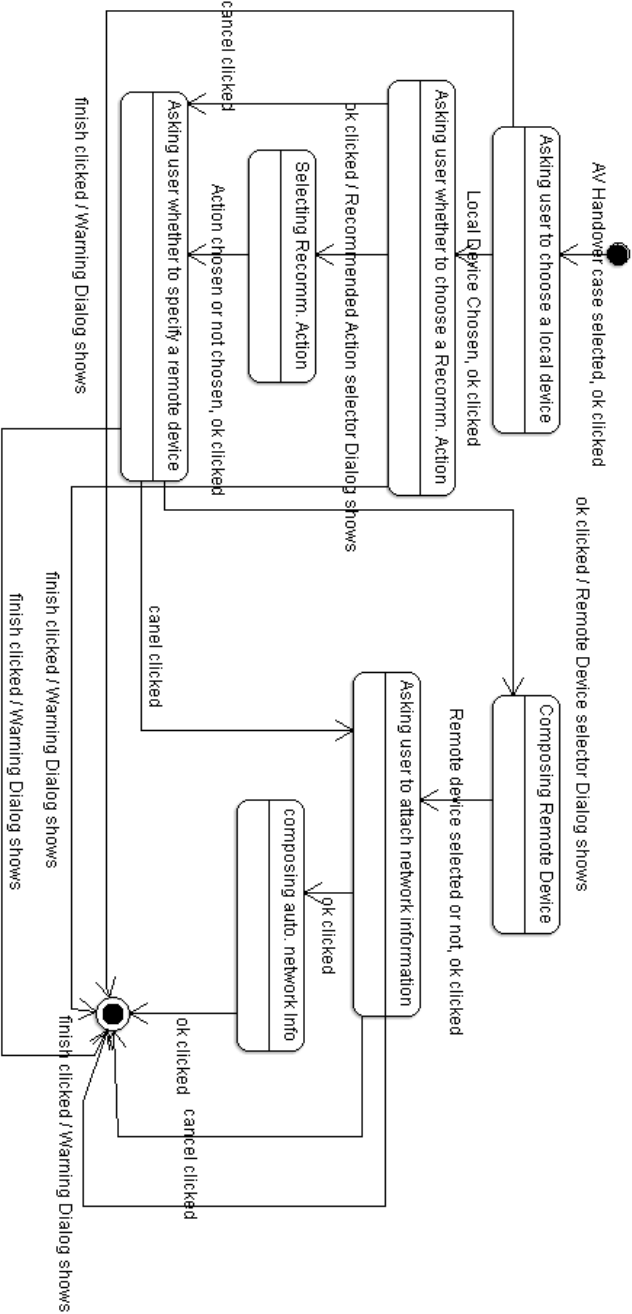 AV Handover case selected, ok clicked
Asking user to choose a local device
Local Device Chosen, ok clicked
Asking user whether to choose a Recomm. Action
ok clicked / Recommended Action selector Dialog shows
Selecting Recomm. Action
cancel clicked
Action chosen or not chosen, ok clicked
Asking user whether to specify a remote device
finish clicked / Warning Dialog shows
ok clicked / Remote Device selector Dialog shows
Composing Remote Device
Remote device selected or not, ok clicked
Asking user to attach network information
ok clicked
composing auto. network Info
canel clicked
ok clicked
cancel clicked
finish clicked / Warning Dialog shows
finish clicked / Warning Dialog shows
finish clicked / Warning Dialog shows